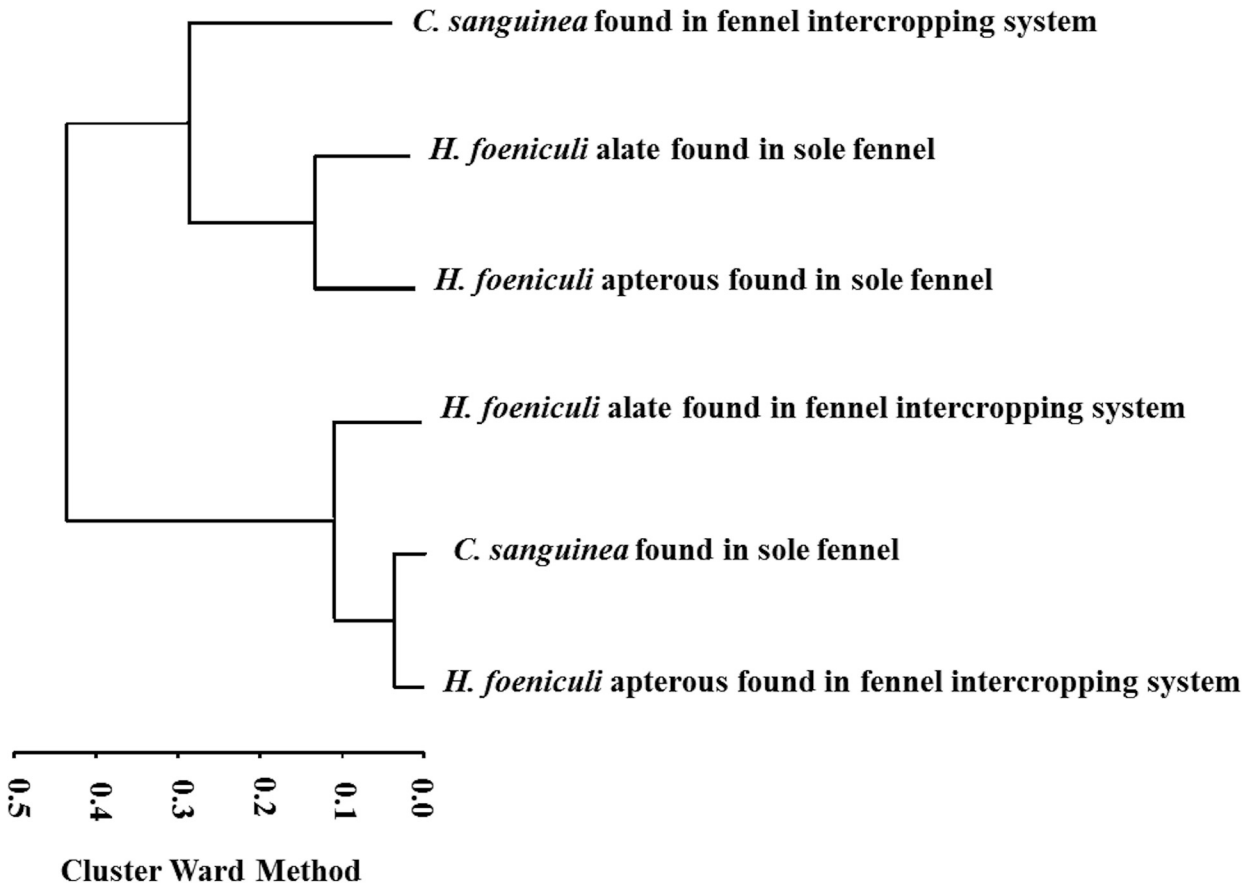 C. sanguinea found in fennel intercropping system
H. foeniculi alate found in sole fennel
H. foeniculi apterous found in sole fennel
H. foeniculi alate found in fennel intercropping system
C. sanguinea found in sole fennel
H. foeniculi apterous found in fennel intercropping system
0.5 0.4 0.3 0.2 0.1 0.0
Cluster Ward Method